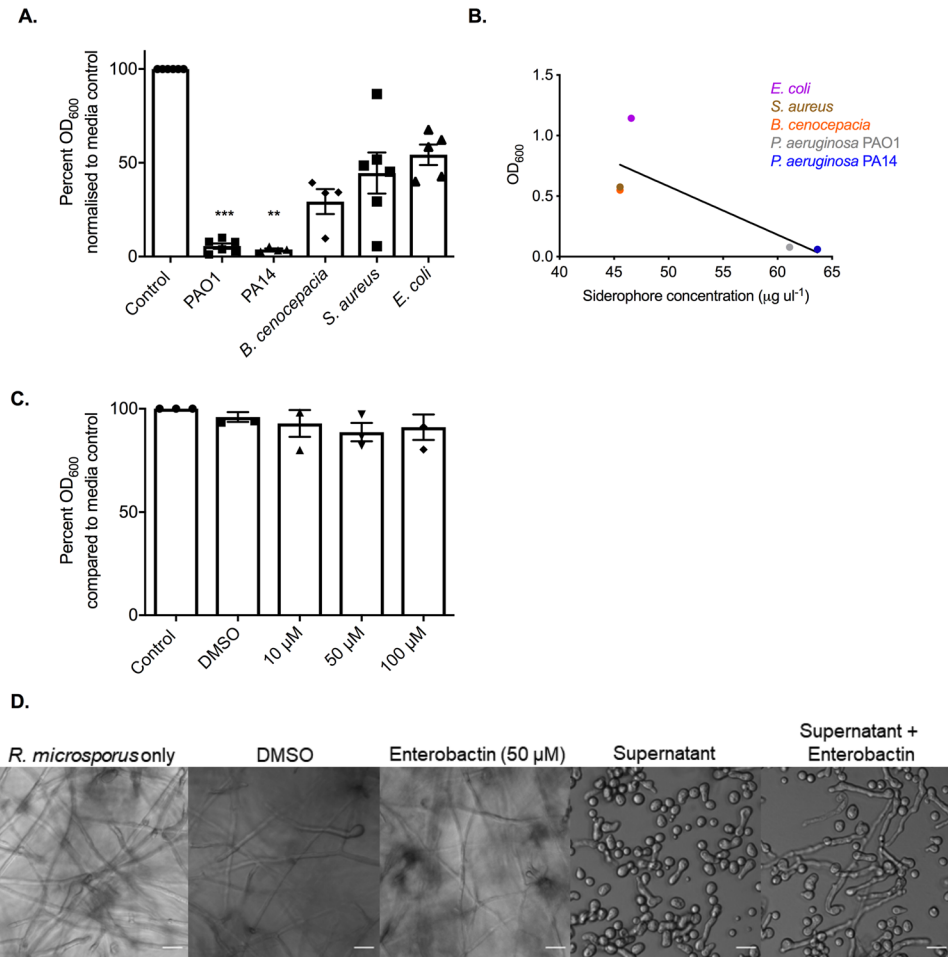 A.
Percent OD600
normalised to media control
100
50
0
***
**
Control
PAO1
PA14
B. cenocepacia
S. aureus
E. coli
B.
OD600
1.5
1.0
0.5
0.0
40
45
50
55
60
65
Siderophore concentration (µg ul-1)
E. coli
S. aureus
B. cenocepacia
P. aeruginosa PAO1
P. aeruginosa PA14
C.
Percent OD600
compared to media control
100
50
0
Control
DMSO
10 µM
50 µM
100 µM
D.
R. microsporus only
DMSO
Enterobactin (50 µM)
Supernatant
Supernatant +
Enterobactin